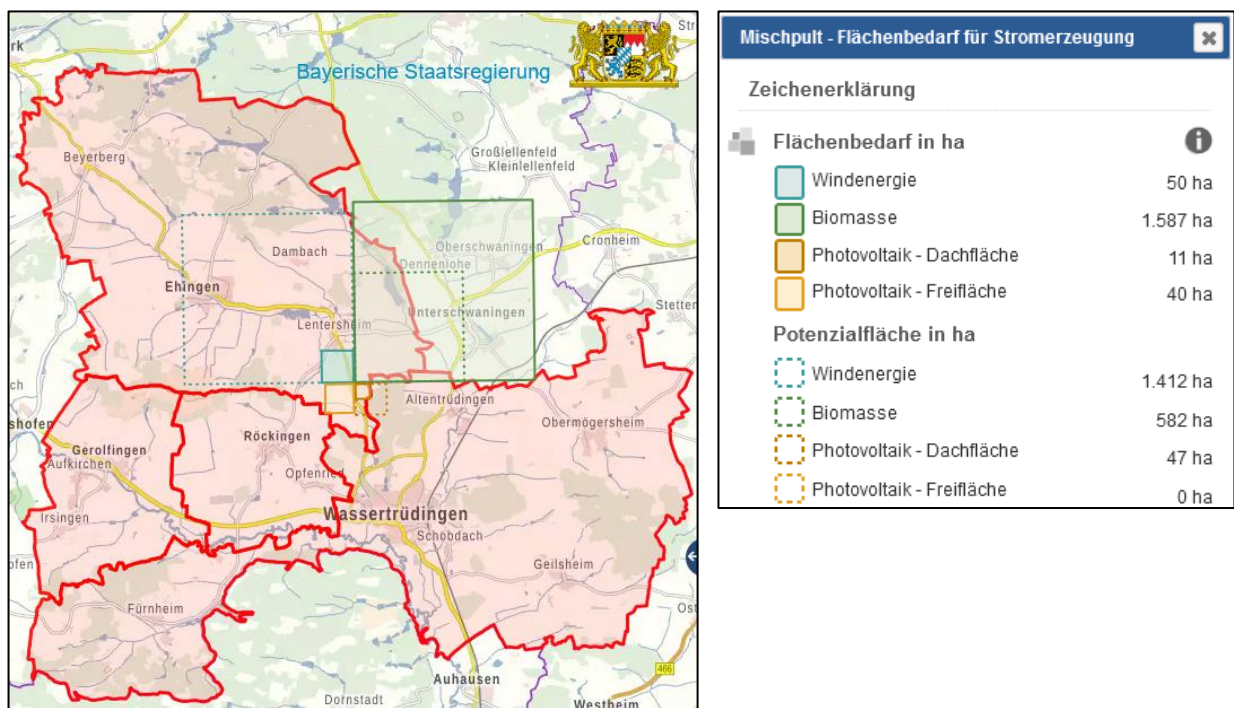 Bayerische Staatsregierung
Beyerberg
Großlellenfeld
Kleinlellenfeld
Dambach
Oberschwaningen
Cronheim
Dennenlohe
Ehingen
Lentersheim
Unterschwaningen
Stetten
shofen
Altentrüdingen
Gerolfingen
Aufkirchen
Röckingen
Obermögersheim
Opfenried
Irsingen
Wassertrüdingen
Schobdach
Geilsheim
Fürnheim
Ost
466
Auhausen
Dornstadt
Westheim
Mischpult - Flächenbedarf für Stromerzeugung
Zeichenerklärung
Flächenbedarf in ha
Windenergie 50 ha
Biomasse 1.587 ha
Photovoltaik - Dachfläche 11 ha
Photovoltaik - Freifläche 40 ha
Potenzialfläche in ha
Windenergie 1.412 ha
Biomasse 582 ha
Photovoltaik - Dachfläche 47 ha
Photovoltaik - Freifläche 0 ha